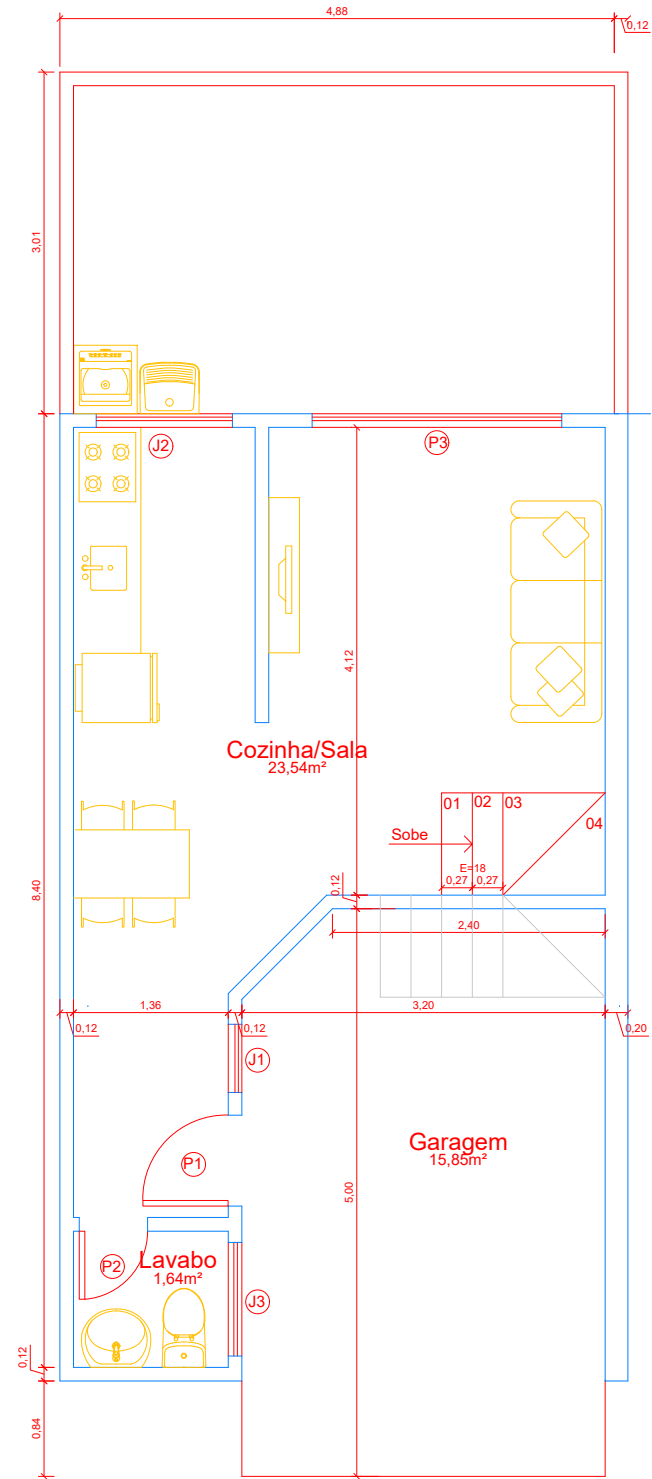 4,88
0,12
3,01
J2
P3
4,12
Cozinha/Sala
23,54m²
01 02 03
04
Sobe
E=18
0,27 0,27
0,12
8,40
2,40
1,36
3,20
0,12
0,12
0,20
J1
Garagem
15,85m²
P1
5,00
Lavabo
1,64m²
P2
J3
0,12
0,84